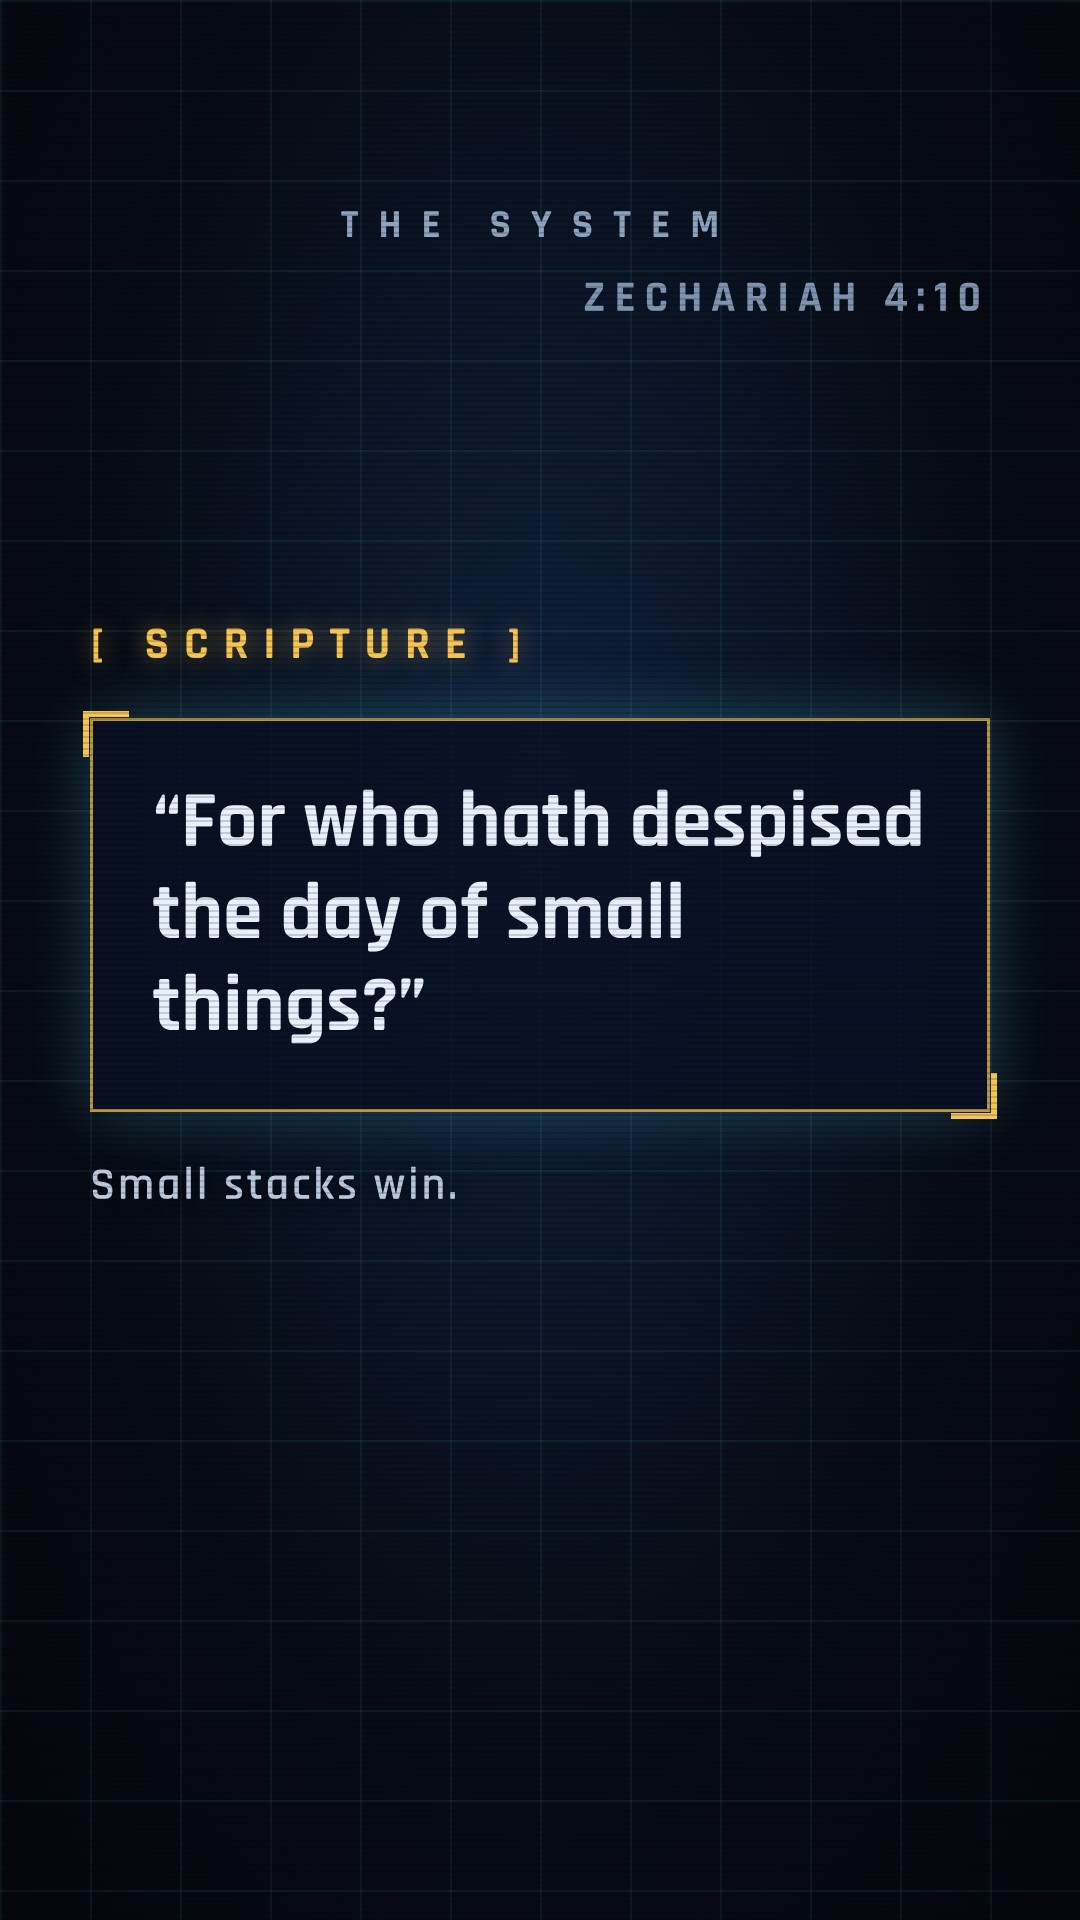 THE SYSTEM
ZECHARIAH 4:10
[ SCRIPTURE ]
“For who hath despised
the day of small
things?”
Small stacks win.